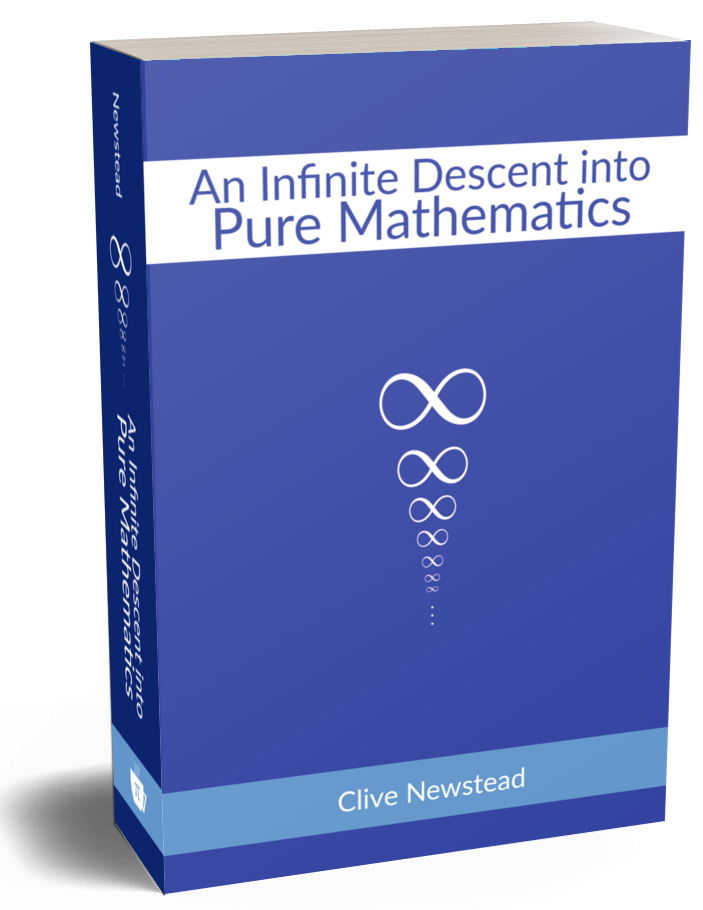 An Infinite Descent into
Pure Mathematics
∞
∞
∞
∞
∞
∞
∞
⋮
Clive Newstead
Newstead
An Infinite Descent into
Pure Mathematics
π